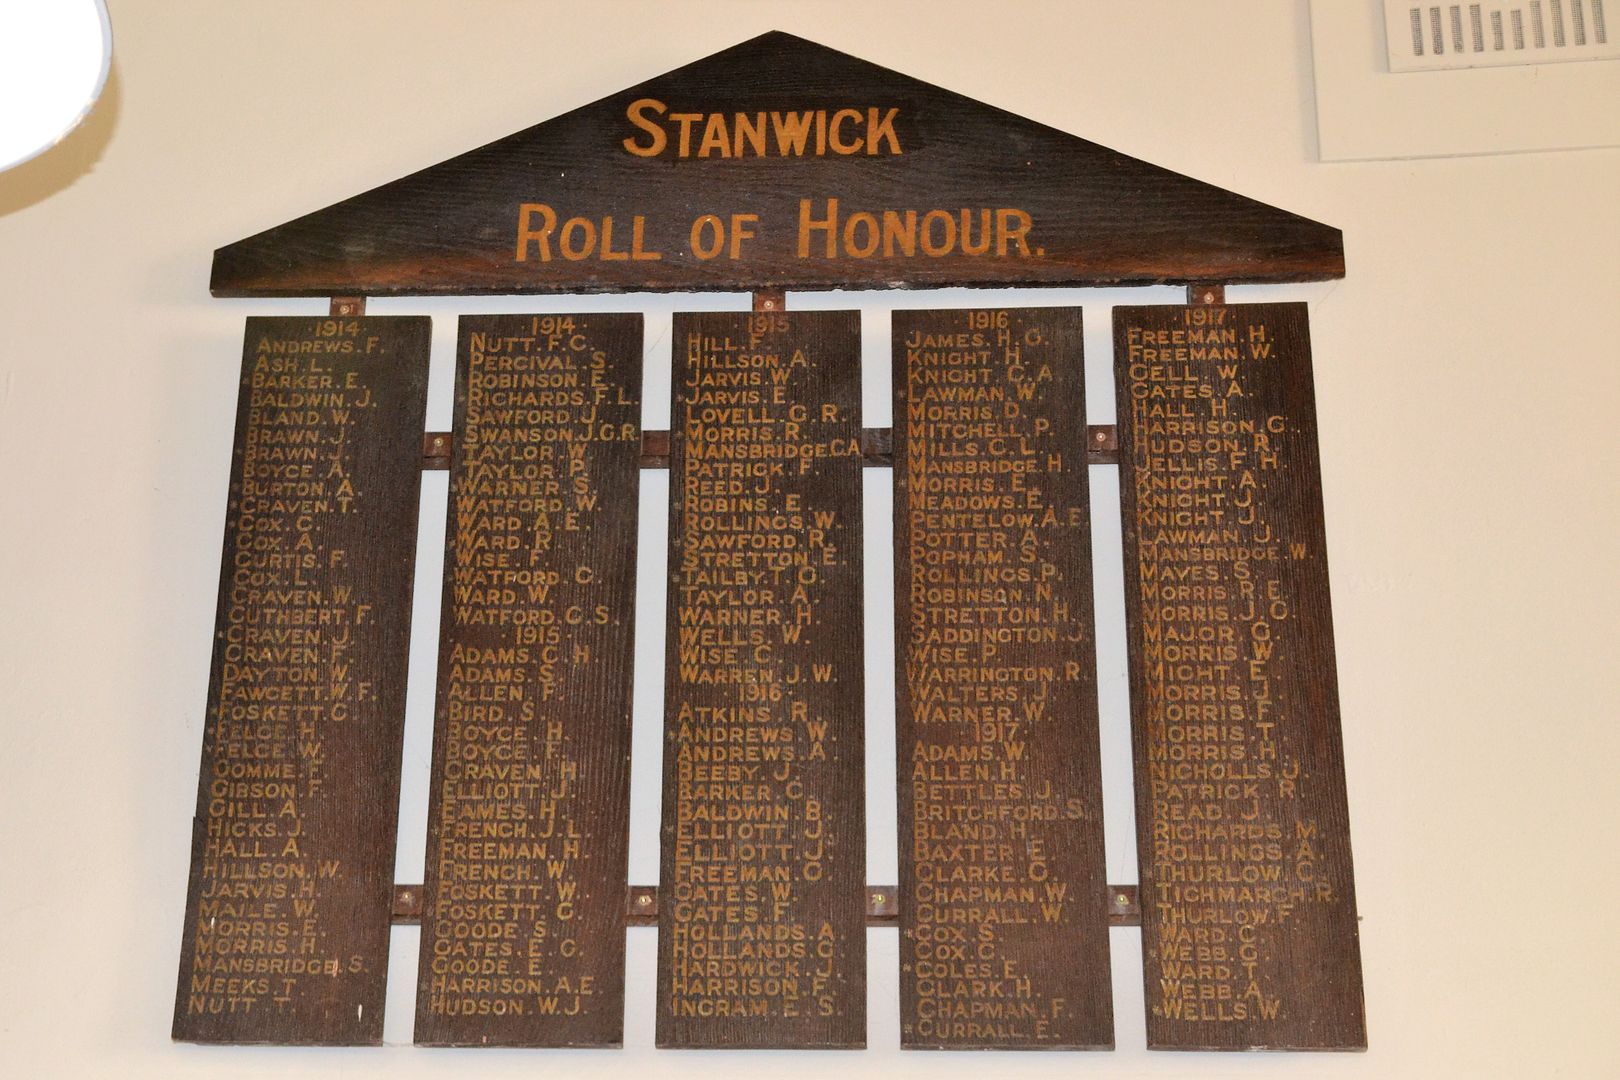 STANWICK
ROLL OF HONOUR.
1914
ANDREWS. F.
ASH. L.
BARKER. E.
BALDWIN. J.
BLAND. W.
BRAWN. J.
BRAWN. J.
BOYCE. A.
BURTON. A.
CRAVEN. T.
COX. C.
COX. A.
CURTIS. F.
COX. L.
CRAVEN. W.
CUTHBERT. F.
CRAVEN. J.
CRAVEN. F.
DAYTON. W.
FAWCETT. W. F.
FOSKETT. C.
FELCE. H.
FELCE. W.
GOMME. F.
GIBSON. F.
GILL. A.
HICKS. J.
HALL. A.
HILLSON. W.
JARVIS. H.
MAILE. W.
MORRIS. E.
MORRIS. H.
MANSBRIDGE. S.
MEEKS. T.
NUTT. T.
1914
NUTT. F. C.
PERCIVAL. S.
ROBINSON. E.
RICHARDS. F. L.
SAWFORD. J.
SWANSON. J. G. R.
TAYLOR. W.
TAYLOR. P.
WARNER. S.
WATFORD. W.
WARD. A. E.
WARD. R.
WISE. F.
WATFORD. C.
WARD. W.
WATFORD. C. S.
1915
ADAMS. C. H.
ADAMS. S.
ALLEN. F.
BIRD. S.
BOYCE. H.
BOYCE. F.
CRAVEN. H.
ELLIOTT. J.
EAMES. H.
FRENCH. J. L.
FREEMAN. H.
FRENCH. W.
FOSKETT. W.
FOSKETT. G.
GOODE. S.
GATES. E. G.
GOODE. E.
HARRISON. A. E.
HUDSON. W. J.
1915
HILL. F.
HILLSON. A.
JARVIS. W.
JARVIS. E.
LOVELL. G. R.
MORRIS. R.
MANSBRIDGE. C. A.
PATRICK. F.
REED. J.
ROBINS. E.
ROLLINGS. W.
SAWFORD. R.
STRETTON. E.
TAILBY. T. G.
TAYLOR. A.
WARNER. H.
WELLS. W.
WISE. C.
WARREN. J. W.
1916
ATKINS. R.
ANDREWS. W.
ANDREWS. A.
BEEBY. J.
BARKER. C.
BALDWIN. B.
ELLIOTT. J.
ELLIOTT. J.
FREEMAN. O.
GATES. W.
GATES. F.
HOLLANDS. A.
HOLLANDS. G.
HARDWICK. J.
HARRISON. F.
INGRAM. E. S.
1916
JAMES. H. G.
KNIGHT. H.
KNIGHT. C. A.
LAWMAN. W.
MORRIS. D.
MITCHELL. P.
MILLS. C. L.
MANSBRIDGE. H.
MORRIS. E.
MEADOWS. E.
PENTELOW. A. E.
POTTER. A.
POPHAM. S.
ROLLINGS. P.
ROBINSON. N.
STRETTON. H.
SADDINGTON. J.
WISE. P.
WARRINGTON. R.
WALTERS. J.
WARNER. W.
1917
ADAMS. W.
ALLEN. H.
BETTLES. J.
BRITCHFORD. S.
BLAND. H.
BAXTER. E.
CLARKE. O.
CHAPMAN. W.
CURRALL. W.
COX. S.
COX. G.
COLES. E.
CLARK. H.
CHAPMAN. F.
CURRALL. E.
1917
FREEMAN. H.
FREEMAN. W.
GELL. W.
GATES. A.
HALL. H.
HARRISON. G.
HUDSON. R.
JELLIS. F. H.
KNIGHT. A.
KNIGHT. J.
KNIGHT. J.
LAWMAN. J.
MANSBRIDGE. W.
MAYES. S.
MORRIS. R. E.
MORRIS. J. C.
MAJOR. G.
MORRIS. W.
MIGHT. E.
MORRIS. J.
MORRIS. F.
MORRIS. T.
MORRIS. H.
NICHOLLS. J.
PATRICK. R.
READ. J.
RICHARDS. M.
ROLLINGS. A.
THURLOW. C.
TICHMARCH. R.
THURLOW. F.
WARD. C.
WEBB. G.
WARD. T.
WEBB. A.
WELLS. W.